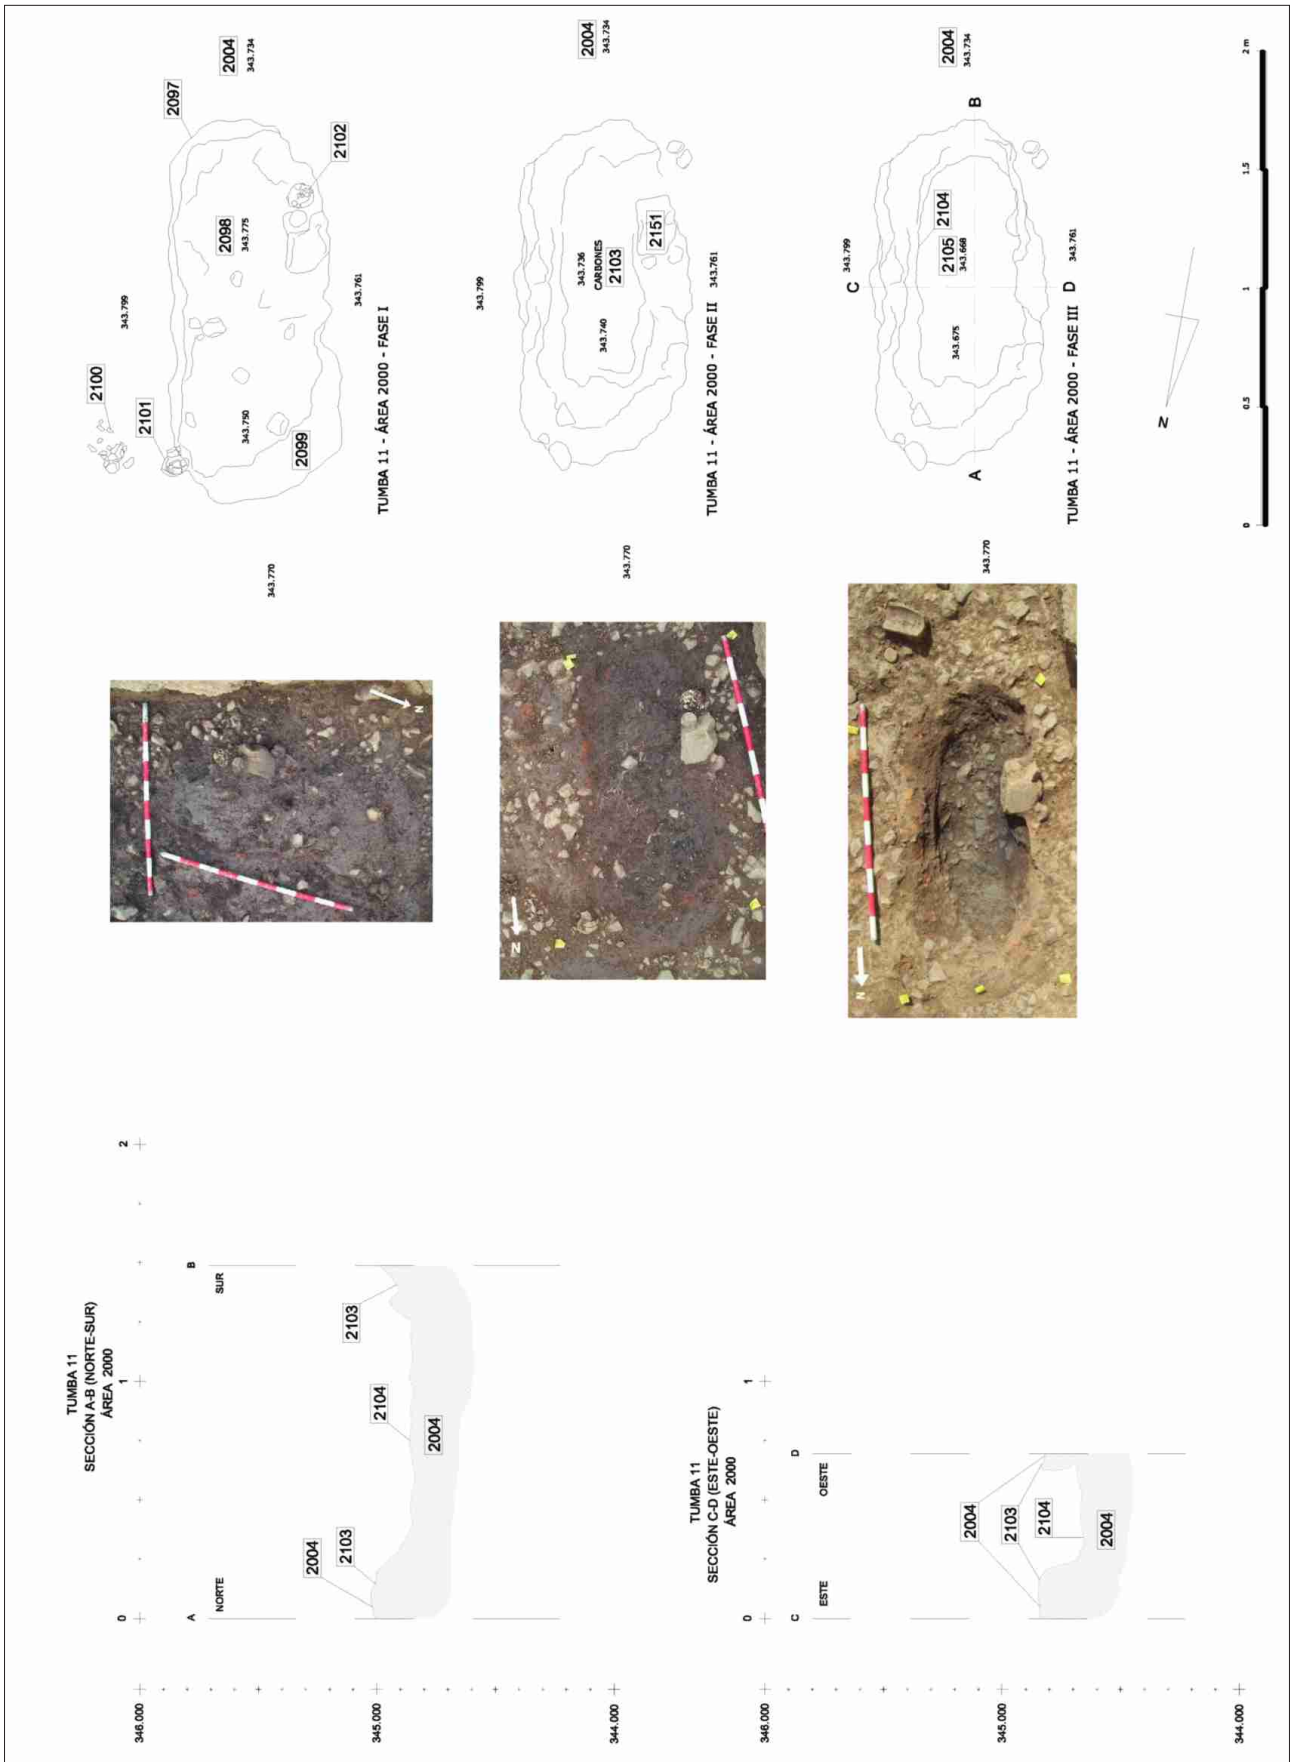 TUMBA 11
SECCIÓN A-B (NORTE-SUR)
ÁREA 2000
0
1
2
A
B
NORTE
SUR
2004
2103
2104
2103
2004
346.000
345.000
344.000
TUMBA 11
SECCIÓN C-D (ESTE-OESTE)
ÁREA 2000
0
1
C
D
ESTE
OESTE
2004
2103
2104
2004
346.000
345.000
344.000
N
N
N
2100
2101
343.799
2097
2004
343.734
2098
343.775
2102
343.750
2099
343.761
343.770
TUMBA 11 - ÁREA 2000 - FASE I
343.799
2004
343.734
343.736
CARBONES
2103
343.740
2151
343.761
343.770
TUMBA 11 - ÁREA 2000 - FASE II
343.799
C
2004
343.734
2104
2105
343.668
343.675
A
B
D
343.761
343.770
TUMBA 11 - ÁREA 2000 - FASE III
N
0
0.5
1
1.5
2 m